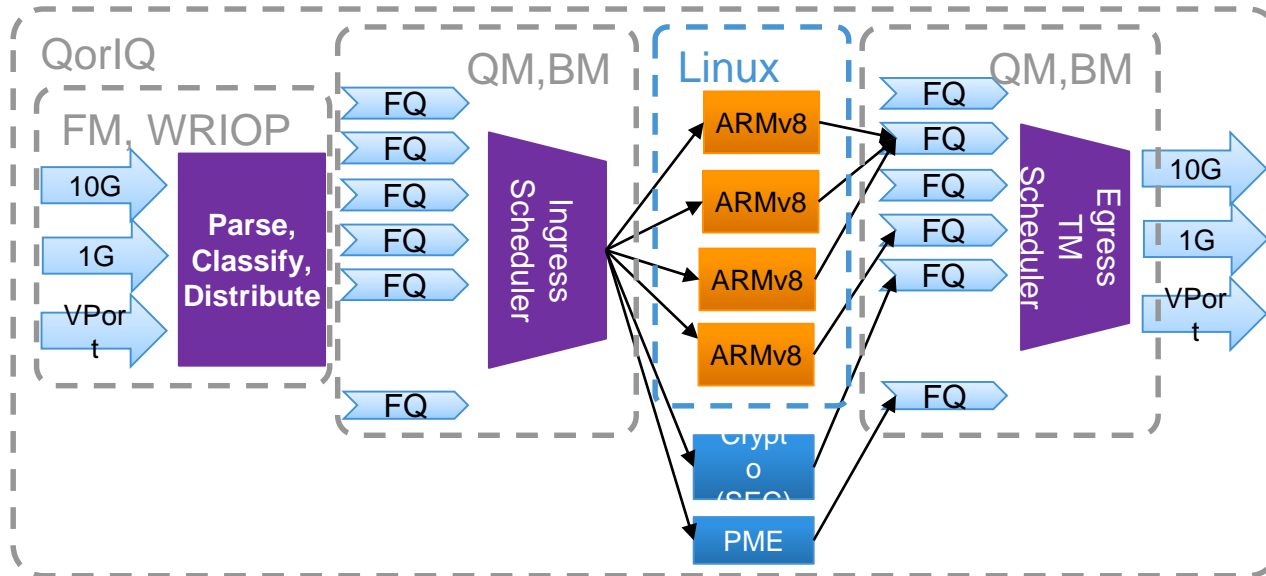 QorIQ
FM, WRIOP
10G
1G
VPor
t
Parse,
Classify,
Distribute
QM,BM
FQ
FQ
FQ
FQ
FQ
FQ
Ingress
Scheduler
Linux
ARMv8
ARMv8
ARMv8
ARMv8
Crypt
o
(SEC)
PME
QM,BM
FQ
FQ
FQ
FQ
FQ
FQ
Egress
TM
Scheduler
10G
1G
VPor
t